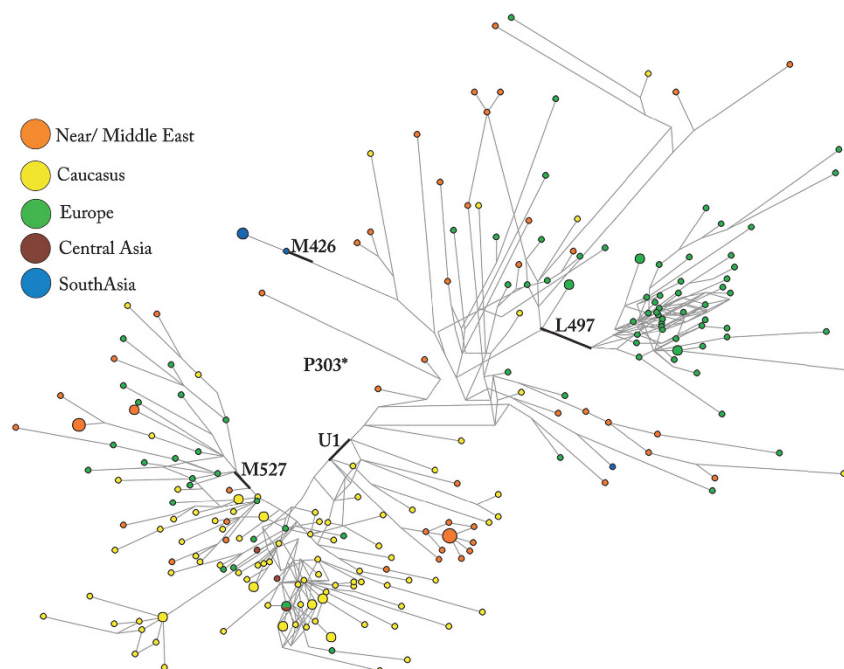 Near/ Middle East
Caucasus
Europe
Central Asia
SouthAsia
M426
L497
P303*
U1
M527